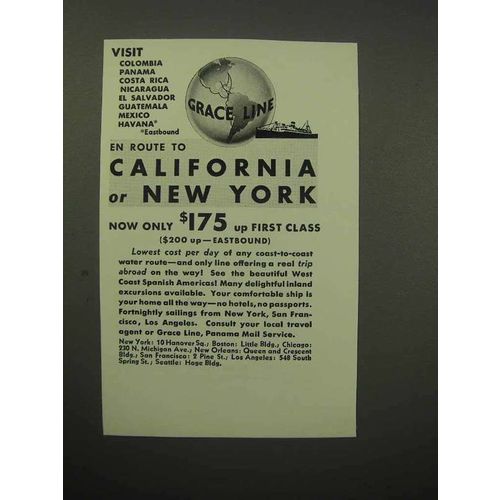 VISIT
COLOMBIA
PANAMA
COSTA RICA
NICARAGUA
EL SALVADOR
GUATEMALA
MEXICO
HAVANA*
*Eastbound
GRACE LINE
EN ROUTE TO
CALIFORNIA
or NEW YORK
NOW ONLY $175 up FIRST CLASS
($200 up—EASTBOUND)
Lowest cost per day of any coast-to-coast
water route—and only line offering a real trip
abroad on the way! See the beautiful West
Coast Spanish Americas! Many delightful inland
excursions available. Your comfortable ship is
your home all the way—no hotels, no passports.
Fortnightly sailings from New York, San Fran-
cisco, Los Angeles. Consult your local travel
agent or Grace Line, Panama Mail Service.
New York: 10 Hanover Sq.; Boston: Little Bldg.; Chicago:
230 N. Michigan Ave.; New Orleans: Queen and Crescent
Bldg.; San Francisco: 2 Pine St.; Los Angeles: 548 South
Spring St.; Seattle: Hoge Bldg.